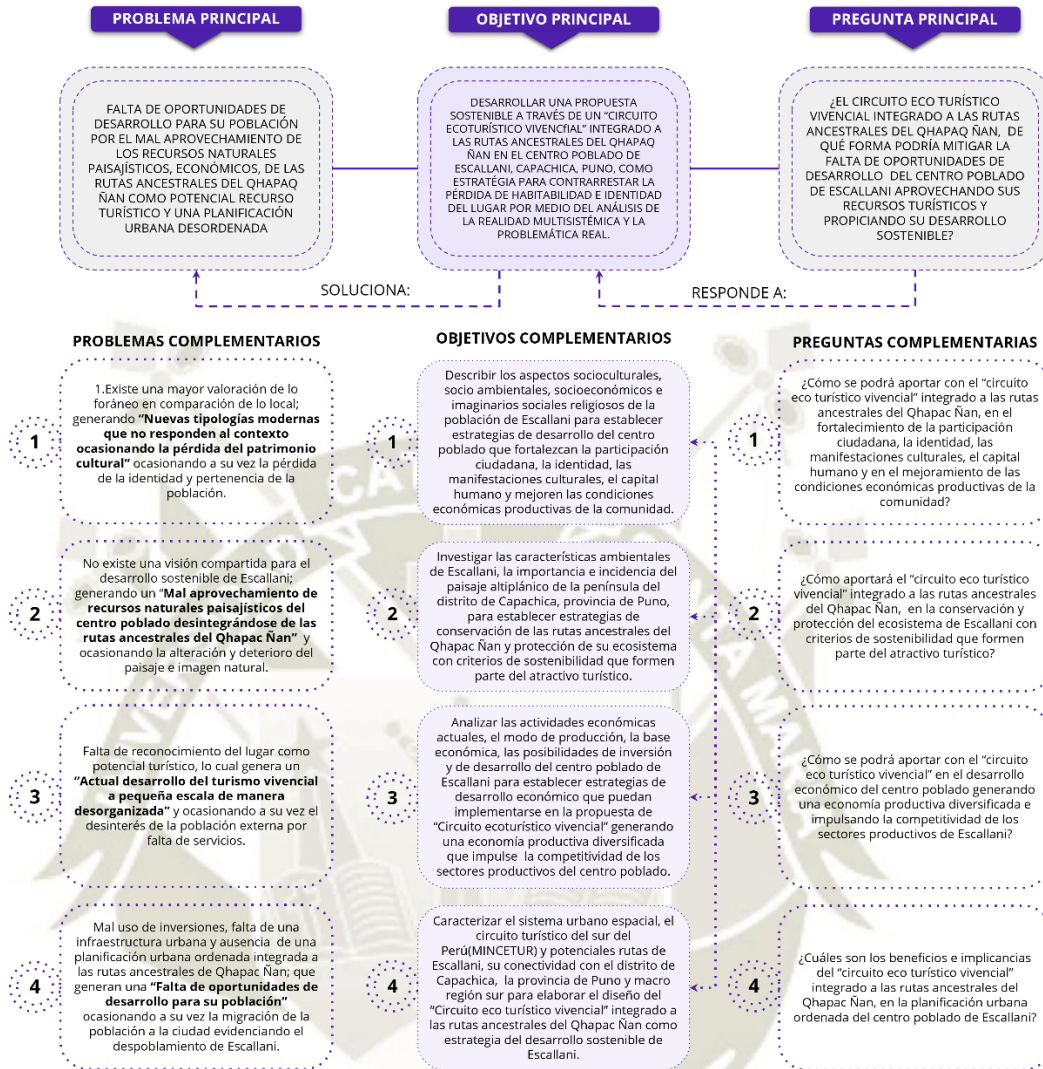 PROBLEMA PRINCIPAL
OBJETIVO PRINCIPAL
PREGUNTA PRINCIPAL
FALTA DE OPORTUNIDADES DE
DESARROLLO PARA SU POBLACIÓN
POR EL MAL APROVECHAMIENTO DE
LOS RECURSOS NATURALES
PAISAJÍSTICOS, ECONÓMICOS, DE LAS
RUTAS ANCESTRALES DEL QHAPAQ
ÑAN COMO POTENCIAL RECURSO
TURÍSTICO Y UNA PLANIFICACIÓN
URBANA DESORDENADA
DESARROLLAR UNA PROPUESTA
SOSTENIBLE A TRAVÉS DE UN "CIRCUITO
ECOTURÍSTICO VIVENCfiAL" INTEGRADO A
LAS RUTAS ANCESTRALES DEL QHAPAQ
ÑAN EN EL CENTRO POBLADO DE
ESCALLANI, CAPACHICA, PUNO, COMO
ESTRATÉGIA PARA CONTRARRESTAR LA
PÉRDIDA DE HABITABILIDAD E IDENTIDAD
DEL LUGAR POR MEDIO DEL ANÁLISIS DE
LA REALIDAD MULTISISTÉMICA Y LA
PROBLEMÁTICA REAL.
¿EL CIRCUITO ECO TURÍSTICO
VIVENCIAL INTEGRADO A LAS RUTAS
ANCESTRALES DEL QHAPAQ ÑAN, DE
QUÉ FORMA PODRÍA MITIGAR LA
FALTA DE OPORTUNIDADES DE
DESARROLLO DEL CENTRO POBLADO
DE ESCALLANI APROVECHANDO SUS
RECURSOS TURÍSTICOS Y
PROPICIANDO SU DESARROLLO
SOSTENIBLE?
SOLUCIONA:
RESPONDE A:
PROBLEMAS COMPLEMENTARIOS
OBJETIVOS COMPLEMENTARIOS
PREGUNTAS COMPLEMENTARIAS
1
1.Existe una mayor valoración de lo
foráneo en comparación de lo local;
generando "Nuevas tipologías modernas
que no responden al contexto
ocasionando la pérdida del patrimonio
cultural" ocasionando a su vez la pérdida
de la identidad y pertenencia de la
población.
1
Describir los aspectos socioculturales,
socio ambientales, socioeconómicos e
imaginarios sociales religiosos de la
población de Escallani para establecer
estrategias de desarrollo del centro
poblado que fortalezcan la participación
ciudadana, la identidad, las
manifestaciones culturales, el capital
humano y mejoren las condiciones
económicas productivas de la comunidad.
1
¿Cómo se podrá aportar con el "circuito
eco turístico vivencial" integrado a las rutas
ancestrales del Qhapac Ñan, en el
fortalecimiento de la participación
ciudadana, la identidad, las
manifestaciones culturales, el capital
humano y en el mejoramiento de las
condiciones económicas productivas de la
comunidad?
2
No existe una visión compartida para el
desarrollo sostenible de Escallani;
generando un "Mal aprovechamiento de
recursos naturales paisajísticos del
centro poblado desintegrándose de las
rutas ancestrales del Qhapac Ñan" y
ocasionando la alteración y deterioro del
paisaje e imagen natural.
2
Investigar las características ambientales
de Escallani, la importancia e incidencia del
paisaje altiplánico de la península del
distrito de Capachica, provincia de Puno,
para establecer estrategias de
conservación de las rutas ancestrales del
Qhapac Ñan y protección de su ecosistema
con criterios de sostenibilidad que formen
parte del atractivo turístico.
2
¿Cómo aportará el "circuito eco turístico
vivencial" integrado a las rutas ancestrales
del Qhapac Ñan, en la conservación y
protección del ecosistema de Escallani con
criterios de sostenibilidad que formen
parte del atractivo turístico?
3
Falta de reconocimiento del lugar como
potencial turístico, lo cual genera un
"Actual desarrollo del turismo vivencial
a pequeña escala de manera
desorganizada" y ocasionando a su vez el
desinterés de la población externa por
falta de servicios.
3
Analizar las actividades económicas
actuales, el modo de producción, la base
económica, las posibilidades de inversión
y de desarrollo del centro poblado de
Escallani para establecer estrategias de
desarrollo económico que puedan
implementarse en la propuesta de
"Circuito ecoturístico vivencial" generando
una economía productiva diversificada
que impulse la competitividad de los
sectores productivos del centro poblado.
3
¿Cómo se podrá aportar con el "circuito
eco turístico vivencial" en el desarrollo
económico del centro poblado generando
una economía productiva diversificada e
impulsando la competitividad de los
sectores productivos de Escallani?
4
Mal uso de inversiones, falta de una
infraestructura urbana y ausencia de una
planificación urbana ordenada integrada a
las rutas ancestrales de Qhapac Ñan; que
generan una "Falta de oportunidades de
desarrollo para su población"
ocasionando a su vez la migración de la
población a la ciudad evidenciando el
despoblamiento de Escallani.
4
Caracterizar el sistema urbano espacial, el
circuito turístico del sur del
Perú(MINCETUR) y potenciales rutas de
Escallani, su conectividad con el distrito de
Capachica, la provincia de Puno y macro
región sur para elaborar el diseño del
"Circuito eco turístico vivencial" integrado a
las rutas ancestrales del Qhapac Ñan como
estrategia del desarrollo sostenible de
Escallani.
4
¿Cuáles son los beneficios e implicancias
del "circuito eco turístico vivencial"
integrado a las rutas ancestrales del
Qhapac Ñan, en la planificación urbana
ordenada del centro poblado de Escallani?